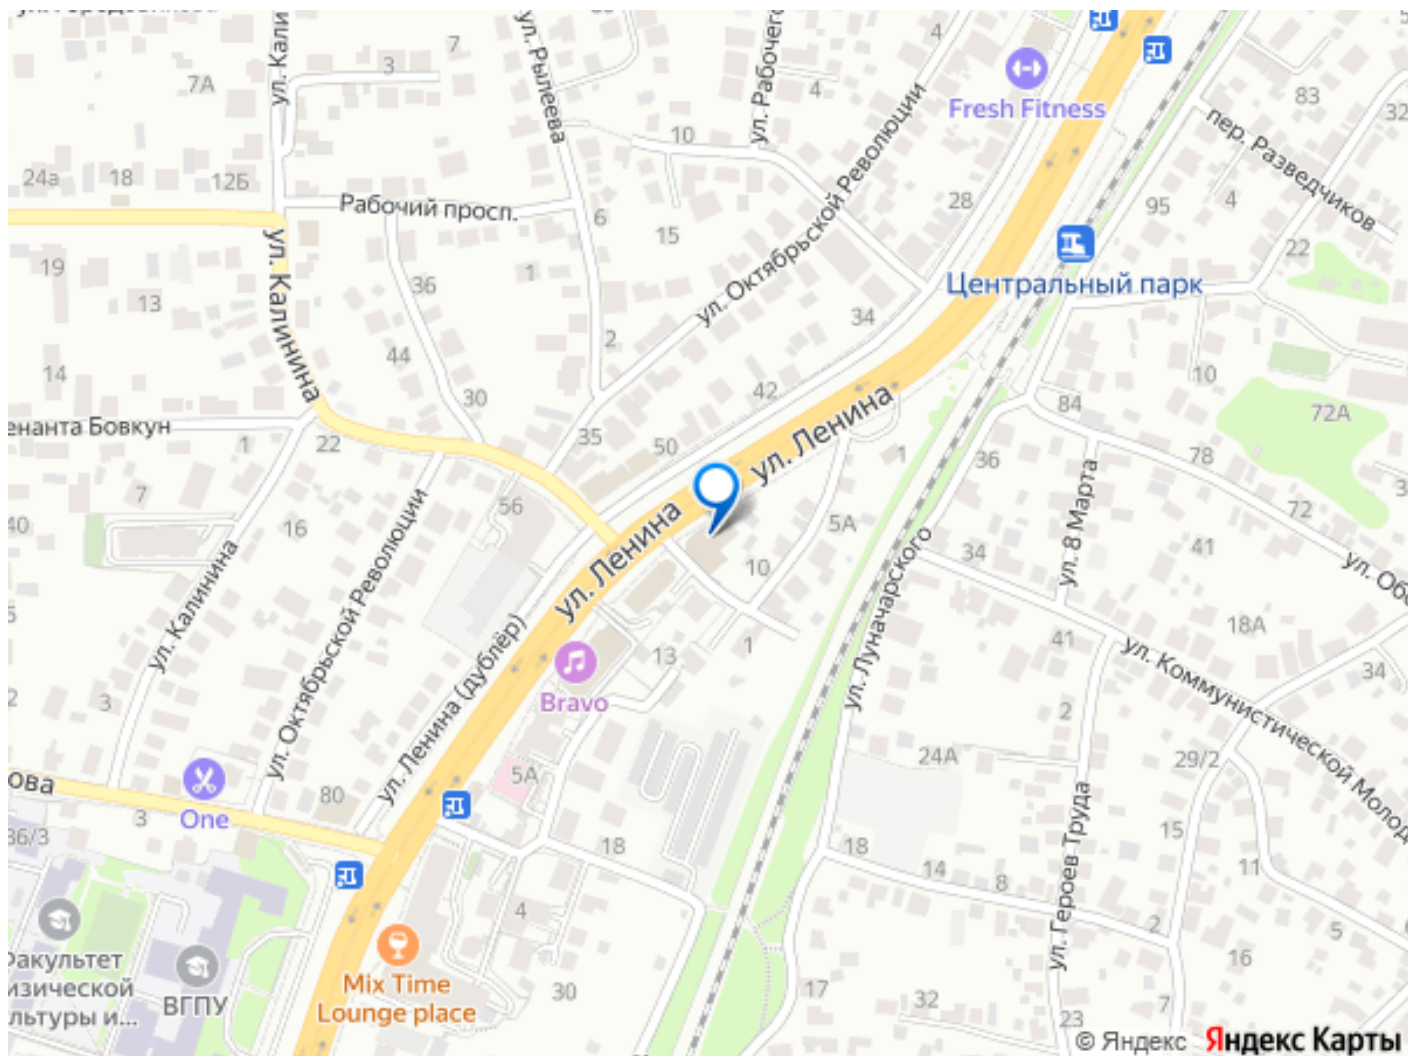 ул. Кали
ул. Рылеева
ул. Рабочего
4
7
3
7А
4
Fresh Fitness
83
32
10
пер. Разведчиков
24а
18
12Б
Рабочий просп.
ул. Октябрьской Революции
28
95
4
6
15
22
ул. Калинина
19
1
36
Центральный парк
13
2
34
44
14
42
10
30
ул. Ленина
84
72А
енанта Бовкун
1
22
35
50
1
36
78
7
56
72
40
16
ул. Ленина
5А
34
ул. 8 Марта
41
ул. Обо
ул. Калинина
ул. Октябрьской Революции
10
ул. Луначарского
18А
ул. Ленина (дублёр)
13
1
41
ул. Коммунистической Молод
34
3
Bravo
2
2
24А
29/2
ова
5А
ул. Героев Труда
One
80
3
36/3
18
18
15
14
8
11
4
2
5
Факультет
изической
льтуры и...
ВГПУ
Mix Time
Lounge place
30
17
32
16
7
23
© Яндекс
Яндекс Карты